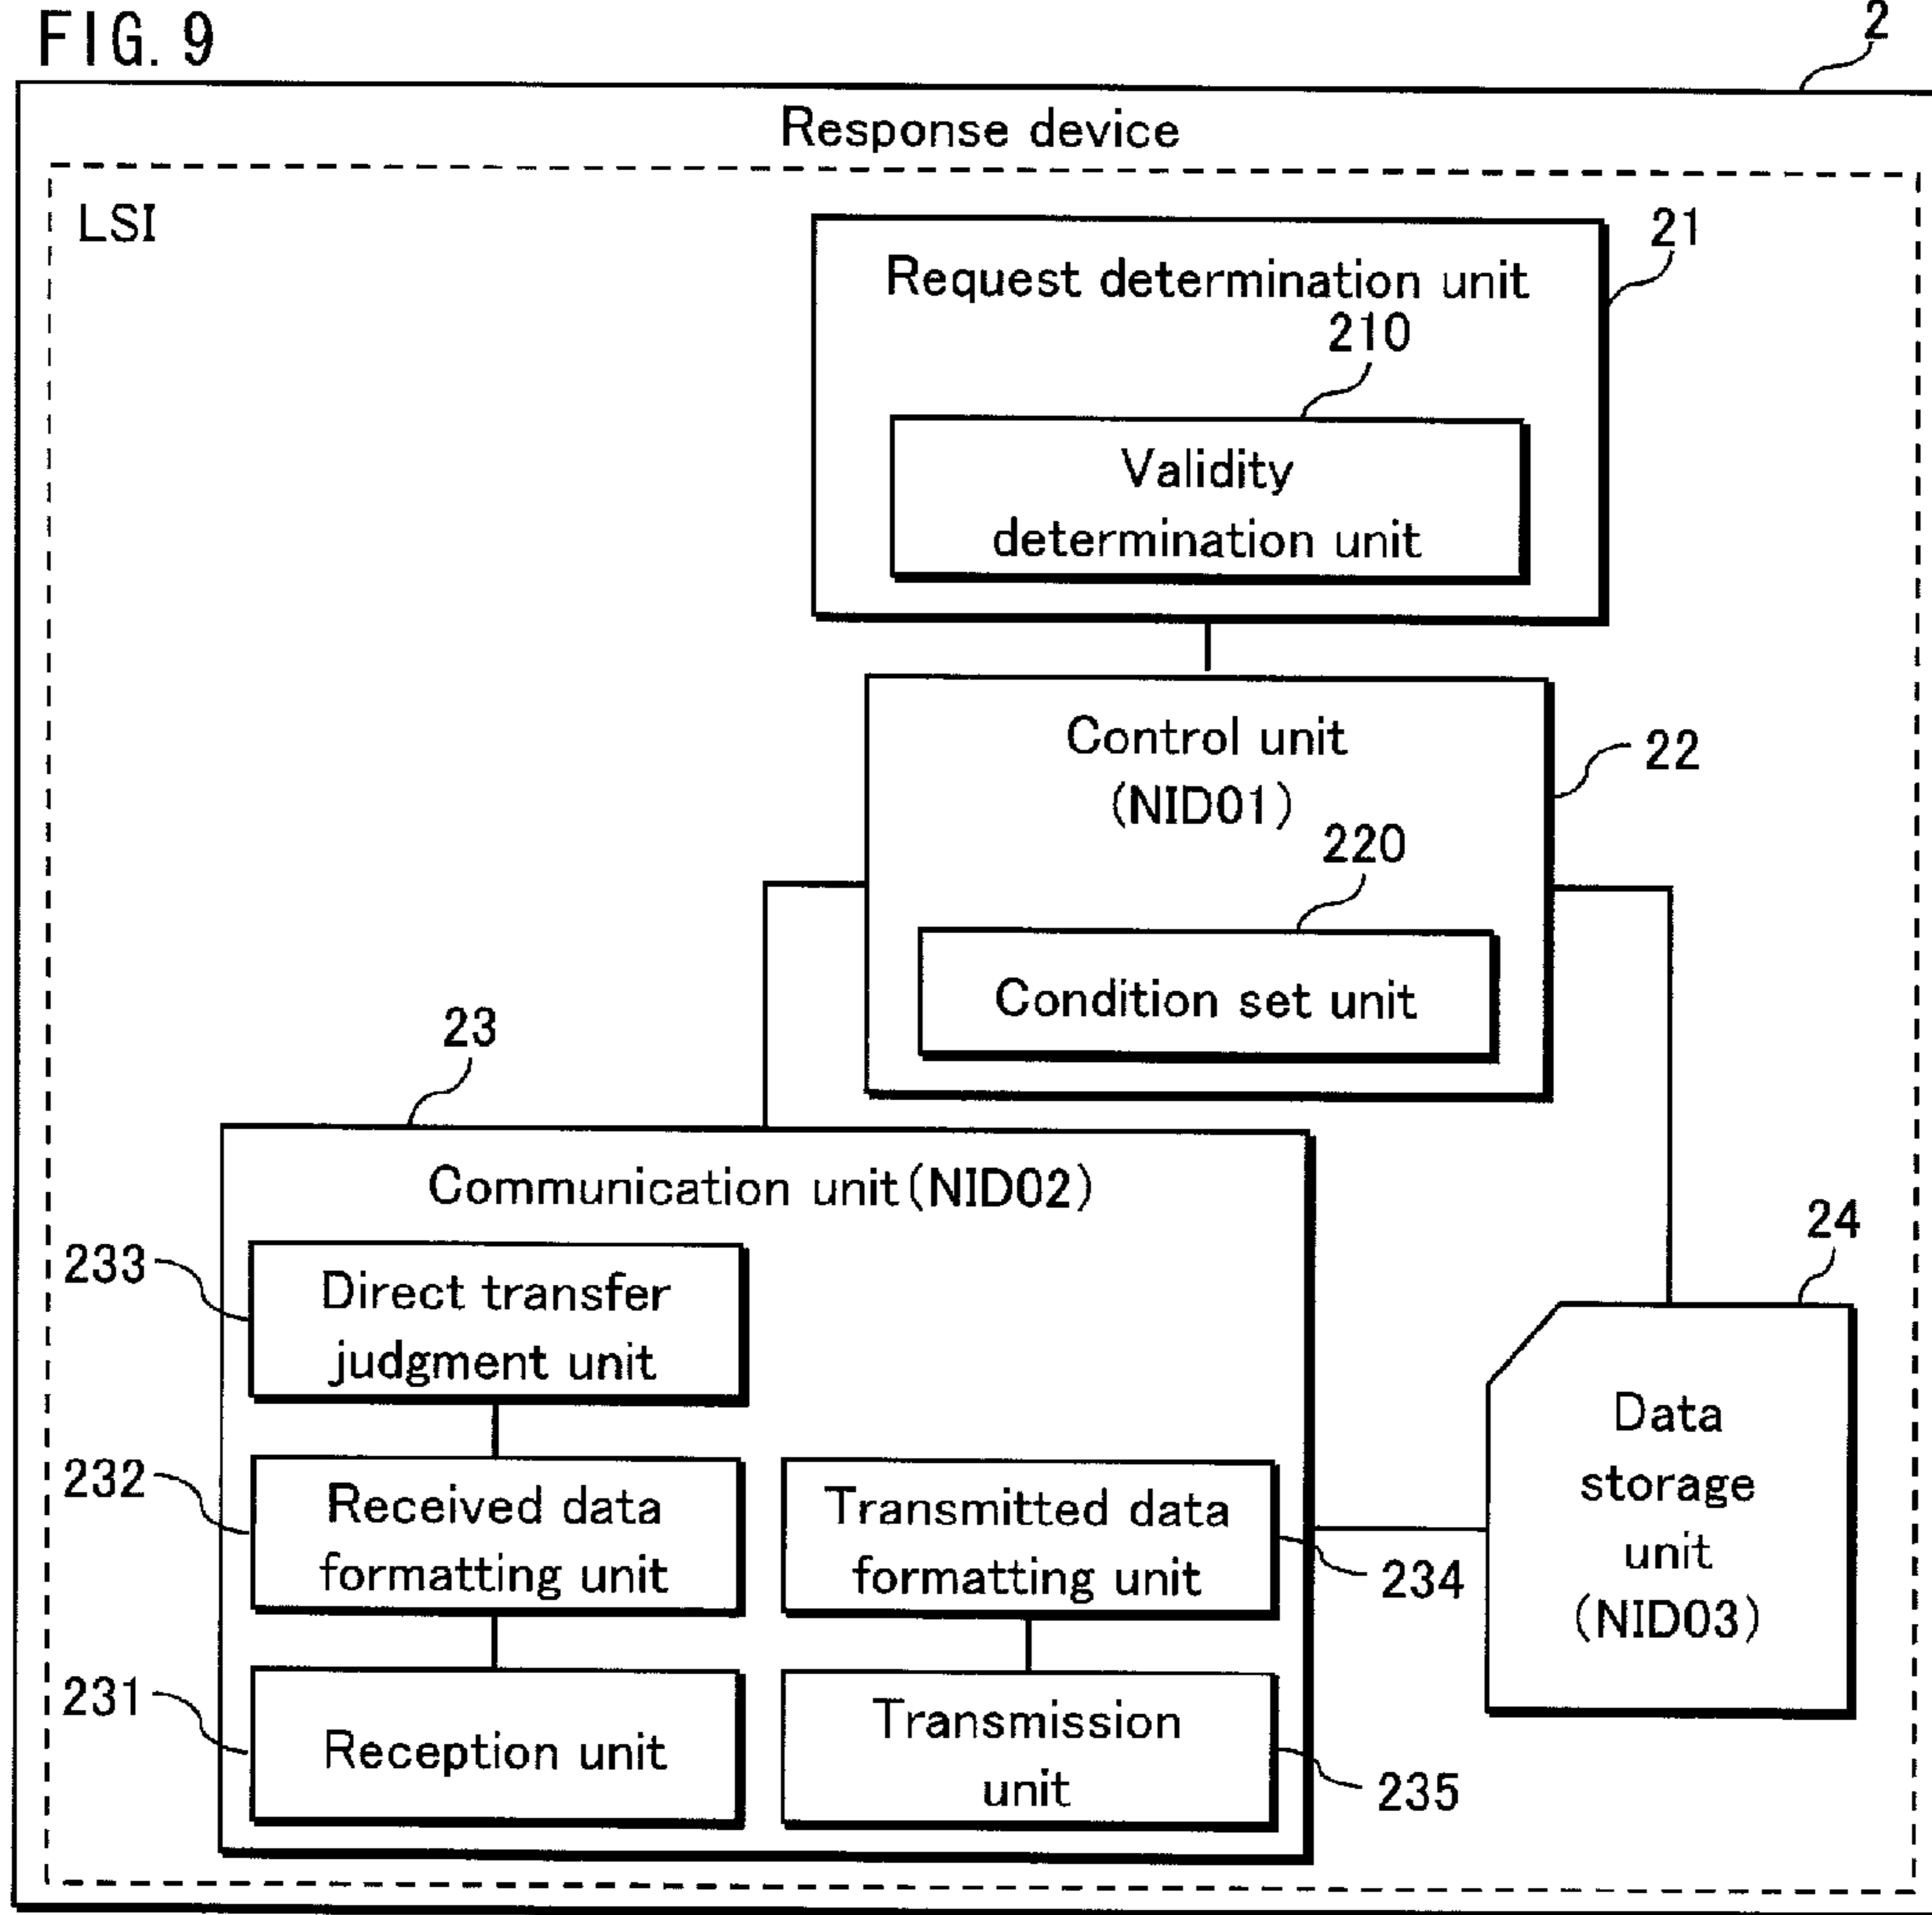 FIG. 9
2
Response device
LSI
21
Request determination unit
210
Validity
determination unit
Control unit
(NID01)
22
220
Condition set unit
23
Communication unit(NID02)
24
233
Direct transfer
judgment unit
Data
storage
unit
(NID03)
232
Received data
formatting unit
Transmitted data
formatting unit
234
231
Reception unit
Transmission
unit
235